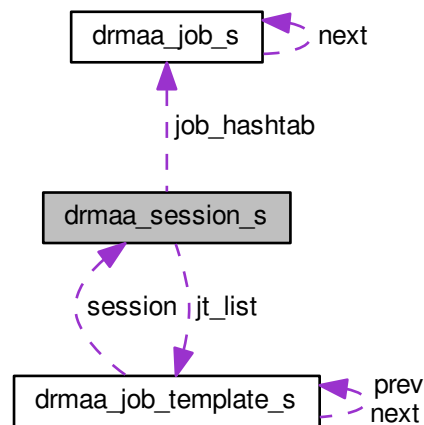 drmaa_job_s
next
job_hashtab
drmaa_session_s
session
jt_list
drmaa_job_template_s
prev
next